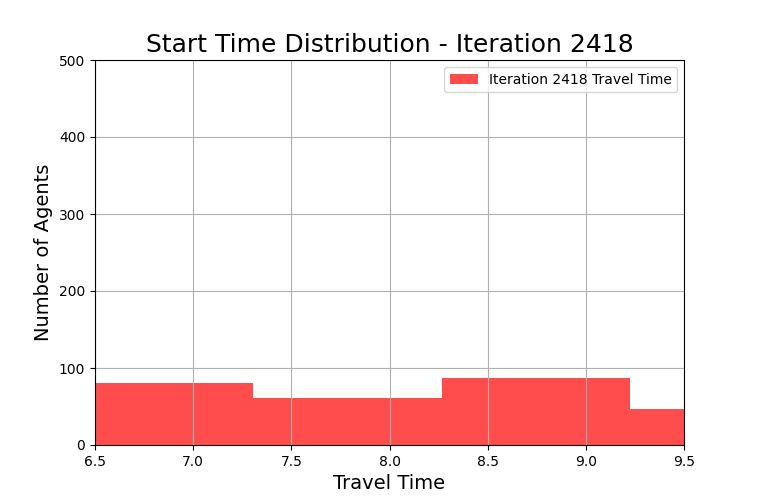 Start Time Distribution - Iteration 2418
Iteration 2418 Travel Time
Number of Agents
500
400
300
200
100
0
6.5 7.0 7.5 8.0 8.5 9.0 9.5
Travel Time